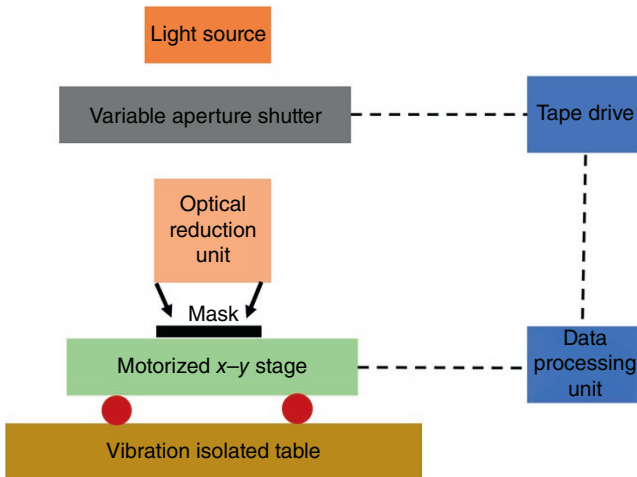 Light source
Variable aperture shutter
Tape drive
Optical
reduction
unit
Mask
Motorized x–y stage
Data
processing
unit
Vibration isolated table